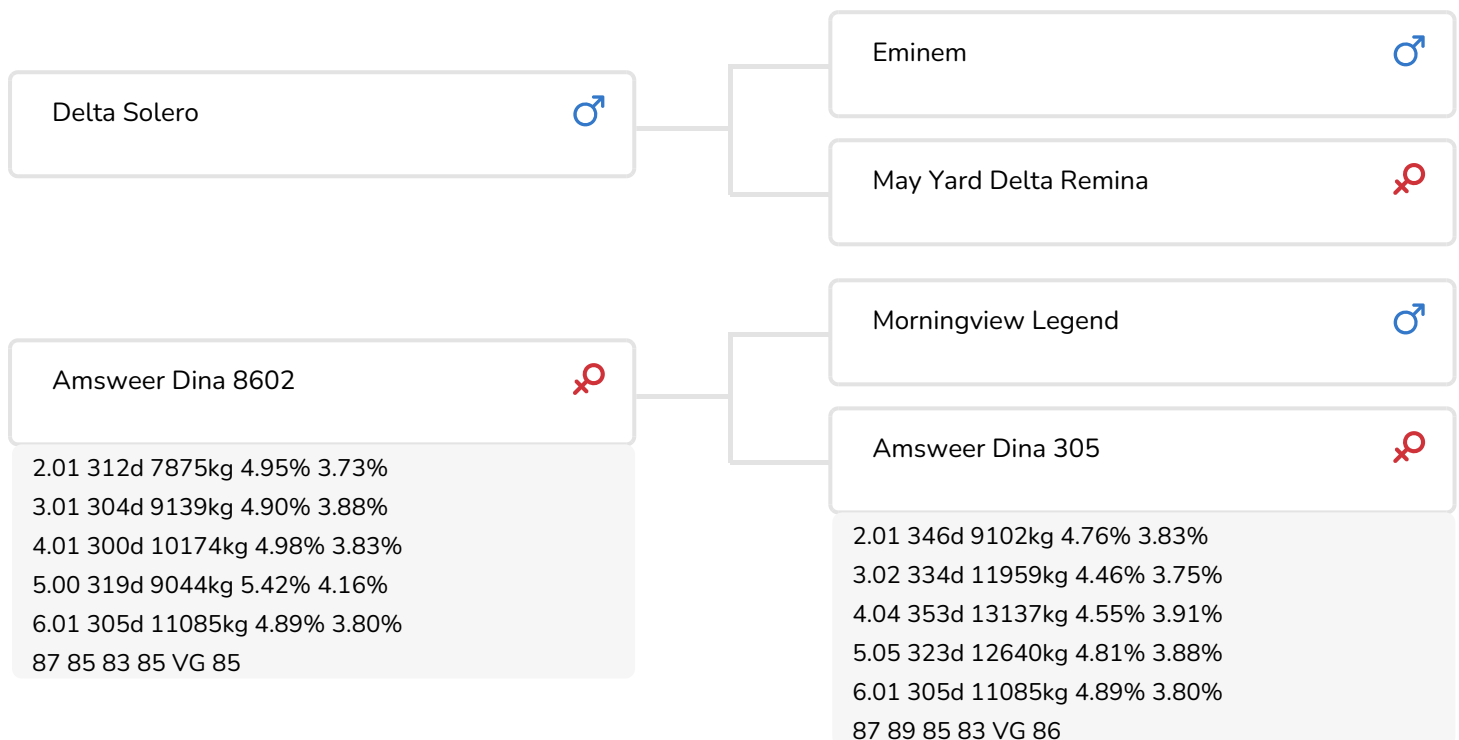 Delta Solero
Eminem
May Yard Delta Remina
Amsweer Dina 8602
2.01 312d 7875kg 4.95% 3.73%
3.01 304d 9139kg 4.90% 3.88%
4.01 300d 10174kg 4.98% 3.83%
5.00 319d 9044kg 5.42% 4.16%
6.01 305d 11085kg 4.89% 3.80%
87 85 83 85 VG 85
Morningview Legend
Amsweer Dina 305
2.01 346d 9102kg 4.76% 3.83%
3.02 334d 11959kg 4.46% 3.75%
4.04 353d 13137kg 4.55% 3.91%
5.05 323d 12640kg 4.81% 3.88%
6.01 305d 11085kg 4.89% 3.80%
87 89 85 83 VG 86